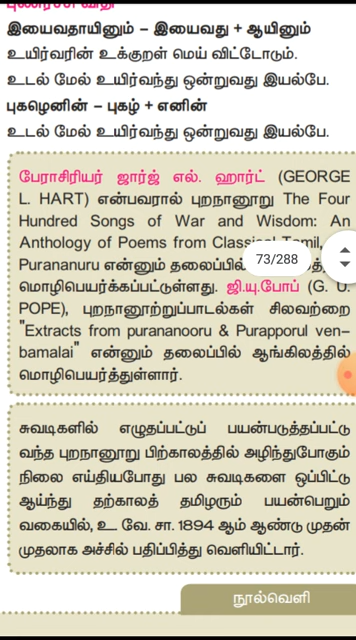 புணர்ச்சி விதி
இயைவதாயினும் – இயைவது + ஆயினும்
உயிர்வரின் உக்குறள் மெய் விட்டோடும்.
உடல் மேல் உயிர்வந்து ஒன்றுவது இயல்பே.
புகழெனின் – புகழ் + எனின்
உடல் மேல் உயிர்வந்து ஒன்றுவது இயல்பே.
பேராசிரியர் ஜார்ஜ் எல். ஹார்ட் (GEORGE
L. HART) என்பவரால் புறநானூறு The Four
Hundred Songs of War and Wisdom: An
Anthology of Poems from Classical Tamil,
Purananuru என்னும் தலைப்பில்
மொழிபெயர்க்கப்பட்டுள்ளது. ஜி.யு.போப் (G. U.
POPE), புறநானூற்றுப்பாடல்கள் சிலவற்றை
"Extracts from purananooru & Purapporul ven-
bamalai" என்னும் தலைப்பில் ஆங்கிலத்தில்
மொழிபெயர்த்துள்ளார்.
73/288
சுவடிகளில் எழுதப்பட்டுப் பயன்படுத்தப்பட்டு
வந்த புறநானூறு பிற்காலத்தில் அழிந்துபோகும்
நிலை எய்தியபோது பல சுவடிகளை ஒப்பிட்டு
ஆய்ந்து தற்காலத் தமிழரும் பயன்பெறும்
வகையில், உ. வே. சா. 1894 ஆம் ஆண்டு முதன்
முதலாக அச்சில் பதிப்பித்து வெளியிட்டார்.
நூல்வெளி